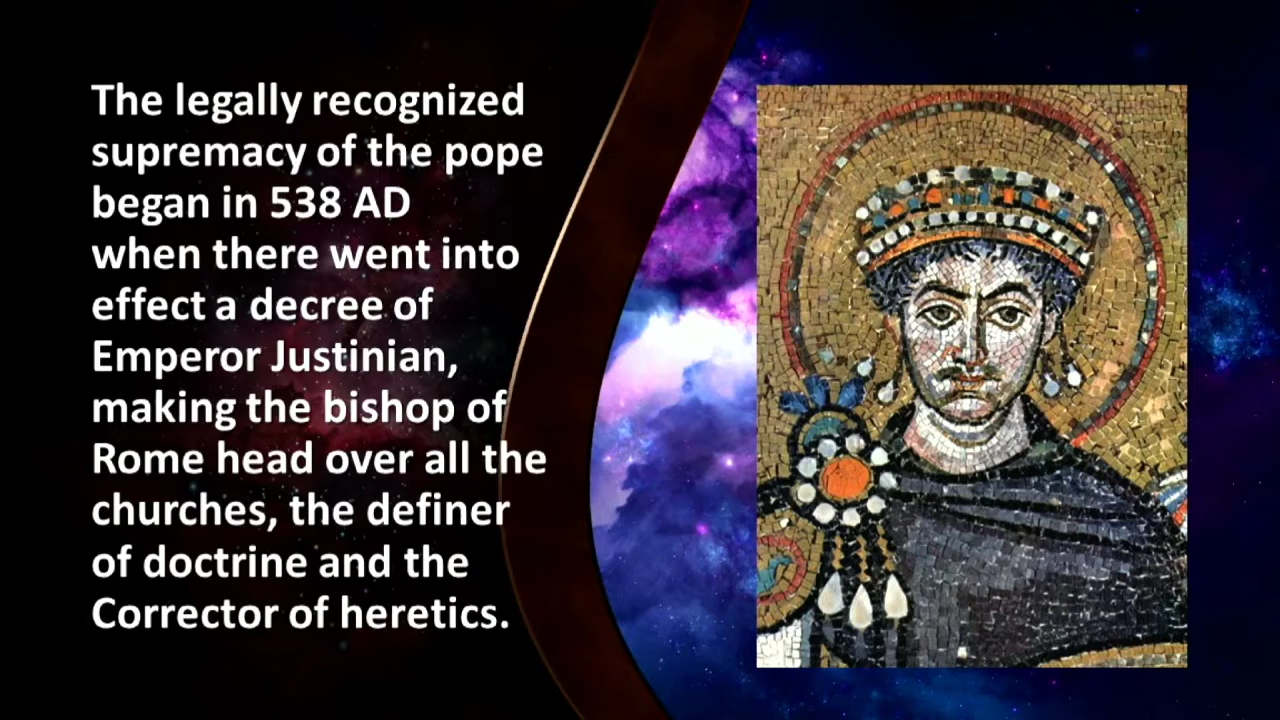 The legally recognized
supremacy of the pope
began in 538 AD
when there went into
effect a decree of
Emperor Justinian,
making the bishop of
Rome head over all the
churches, the definer
of doctrine and the
Corrector of heretics.